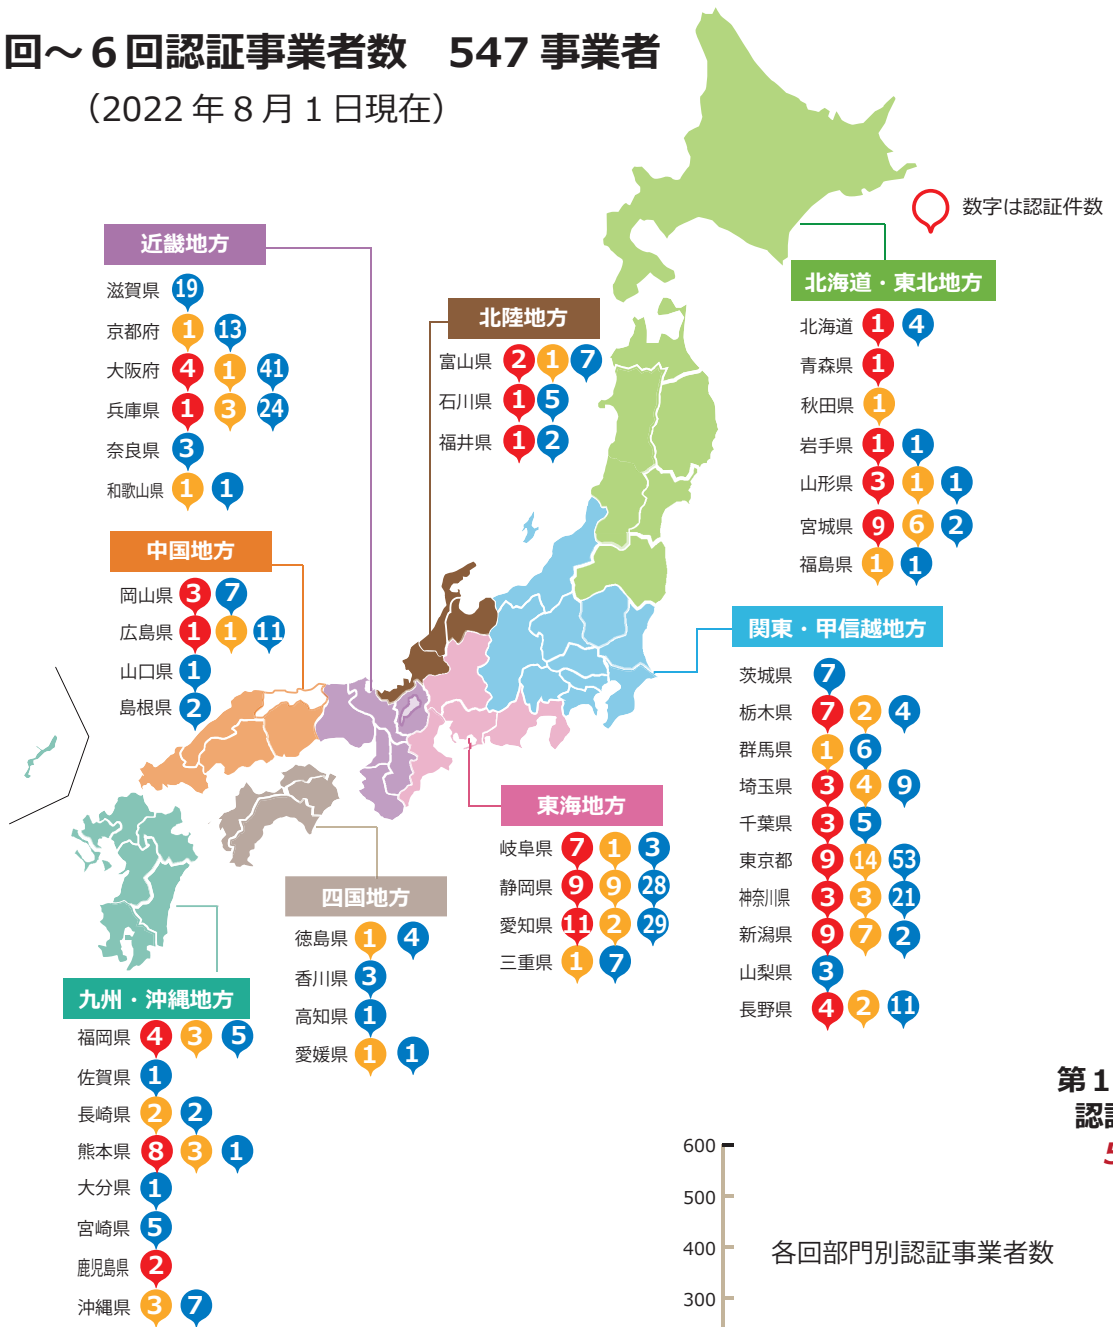 回～6回認証事業者数　547 事業者
（2022 年 8 月 1 日現在）
数字は認証件数
近畿地方
滋賀県 19
京都府 1 13
大阪府 4 1 41
兵庫県 1 3 24
奈良県 3
和歌山県 1 1
北陸地方
富山県 2 1 7
石川県 1 5
福井県 1 2
北海道・東北地方
北海道 1 4
青森県 1
秋田県 1
岩手県 1 1
山形県 3 1 1
宮城県 9 6 2
福島県 1 1
中国地方
岡山県 3 7
広島県 1 1 11
山口県 1
島根県 2
関東・甲信越地方
茨城県 7
栃木県 7 2 4
群馬県 1 6
埼玉県 3 4 9
千葉県 3 5
東京都 9 14 53
神奈川県 3 3 21
新潟県 9 7 2
山梨県 3
長野県 4 2 11
東海地方
岐阜県 7 1 3
静岡県 9 9 28
愛知県 11 2 29
三重県 1 7
四国地方
徳島県 1 4
香川県 3
高知県 1
愛媛県 1 1
九州・沖縄地方
福岡県 4 3 5
佐賀県 1
長崎県 2 2
熊本県 8 3 1
大分県 1
宮崎県 5
鹿児島県 2
沖縄県 3 7
第1
認
600
500
400
300
各回部門別認証事業者数